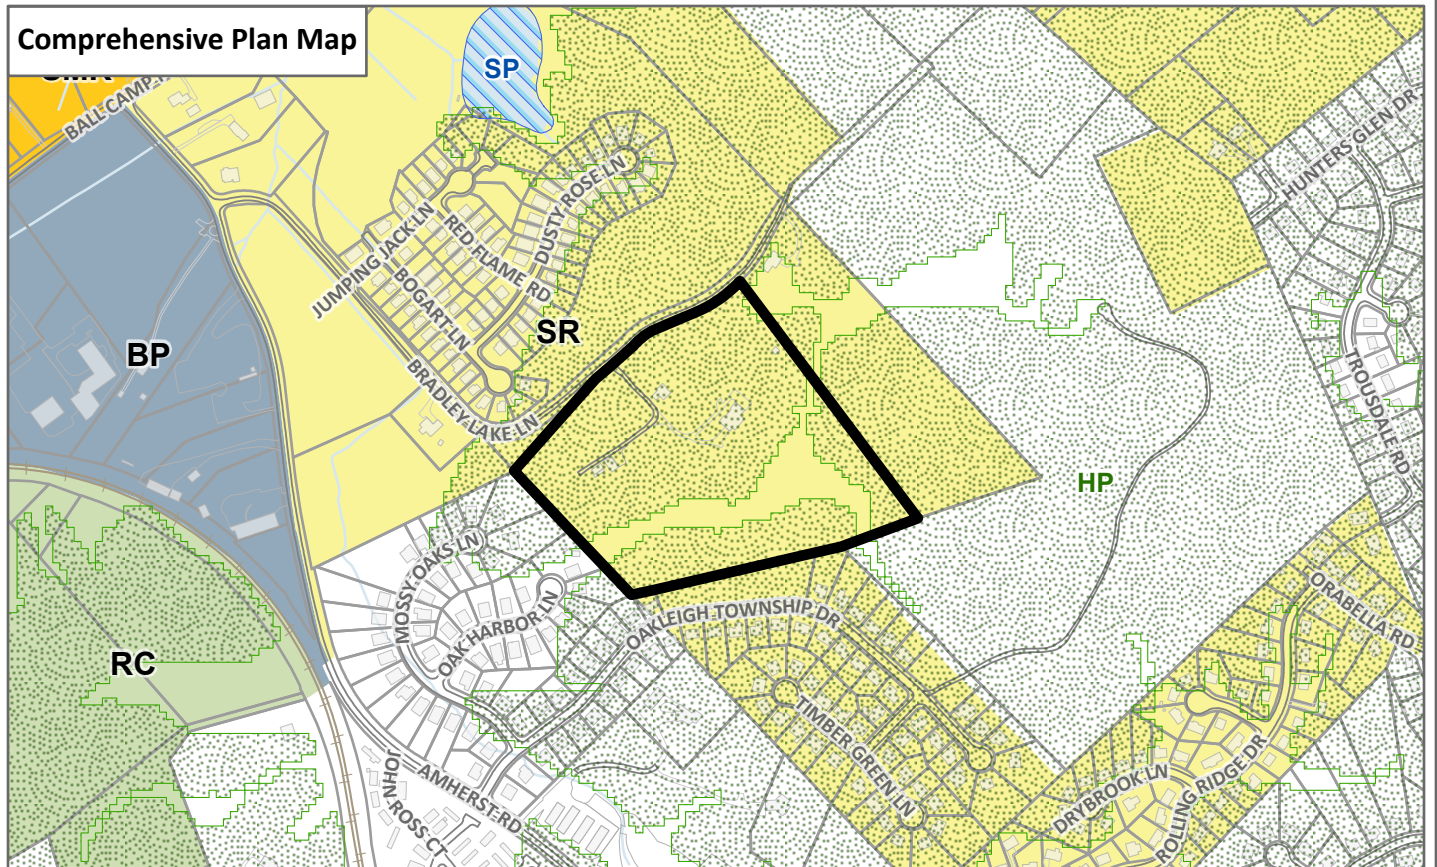 Comprehensive Plan Map
SP
BALL CAMP
HUNTERS GLEN DR
DUSTY ROSE LN
JUMPING JACK LN
RED FLAME RD
BOGART LN
SR
BP
BRADLEY LAKE LN
TROUSDALE RD
HP
MOSSY OAKS LN
OAK HARBOR LN
OAKLEIGH TOWNSHIP DR
ORABELLA RD
RC
TIMBER GREEN LN
AMHERST RD
JOHN
ROSS CT
DRYBROOK LN
ROLLING RIDGE DR